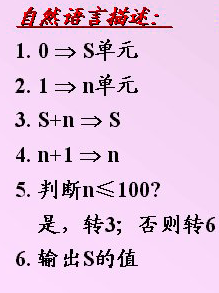 自然语言描述：
1. 0 ⇒ S单元
2. 1 ⇒ n单元
3. S+n ⇒ S
4. n+1 ⇒ n
5. 判断n≤100?
是，转3；否则转6
6. 输出S的值